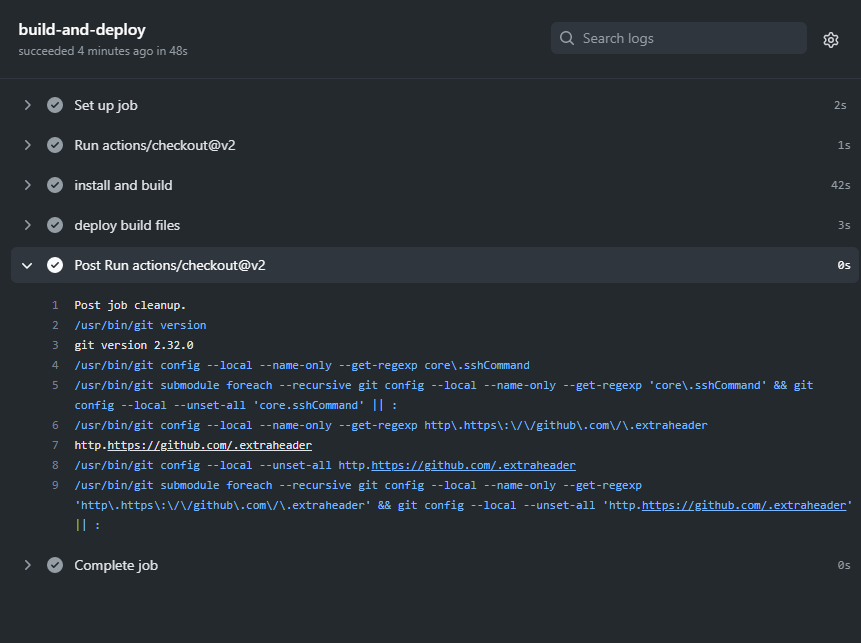 build-and-deploy
succeeded 4 minutes ago in 48s
Search logs
Set up job 2s
Run actions/checkout@v2 1s
install and build 42s
deploy build files 3s
Post Run actions/checkout@v2 0s
1 Post job cleanup.
2 /usr/bin/git version
3 git version 2.32.0
4 /usr/bin/git config --local --name-only --get-regexp core\.sshCommand
5 /usr/bin/git submodule foreach --recursive git config --local --name-only --get-regexp 'core\.sshCommand' && git
config --local --unset-all 'core.sshCommand' || :
6 /usr/bin/git config --local --name-only --get-regexp http\.https\:\/\/github\.com\/\.extraheader
7 http.https://github.com/.extraheader
8 /usr/bin/git config --local --unset-all http.https://github.com/.extraheader
9 /usr/bin/git submodule foreach --recursive git config --local --name-only --get-regexp
'http\.https\:\/\/github\.com\/\.extraheader' && git config --local --unset-all 'http.https://github.com/.extraheader'
|| :
Complete job 0s